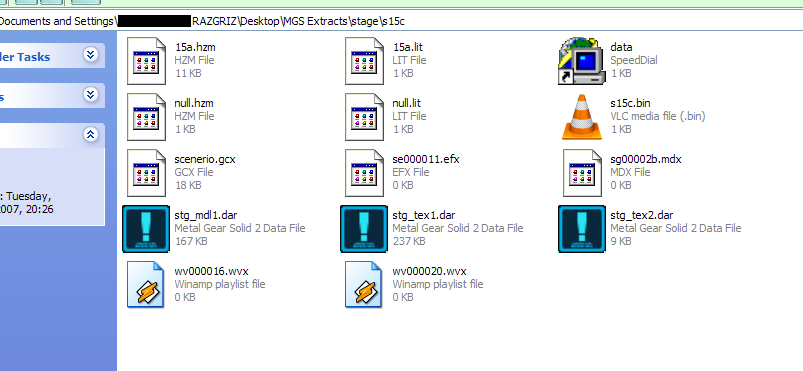 Documents and Settings\RAZGRIZ\Desktop\MGS Extracts\stage\s15c
der Tasks
s
: Tuesday,
2007, 20:26
15a.hzm
HZM File
11 KB
15a.lit
LIT File
1 KB
data
SpeedDial
1 KB
null.hzm
HZM File
1 KB
null.lit
LIT File
1 KB
s15c.bin
VLC media file (.bin)
1 KB
scenerio.gcx
GCX File
18 KB
se000011.efx
EFX File
0 KB
sg00002b.mdx
MDX File
0 KB
stg_mdl1.dar
Metal Gear Solid 2 Data File
167 KB
stg_tex1.dar
Metal Gear Solid 2 Data File
237 KB
stg_tex2.dar
Metal Gear Solid 2 Data File
9 KB
wv000016.wvx
Winamp playlist file
0 KB
wv000020.wvx
Winamp playlist file
0 KB